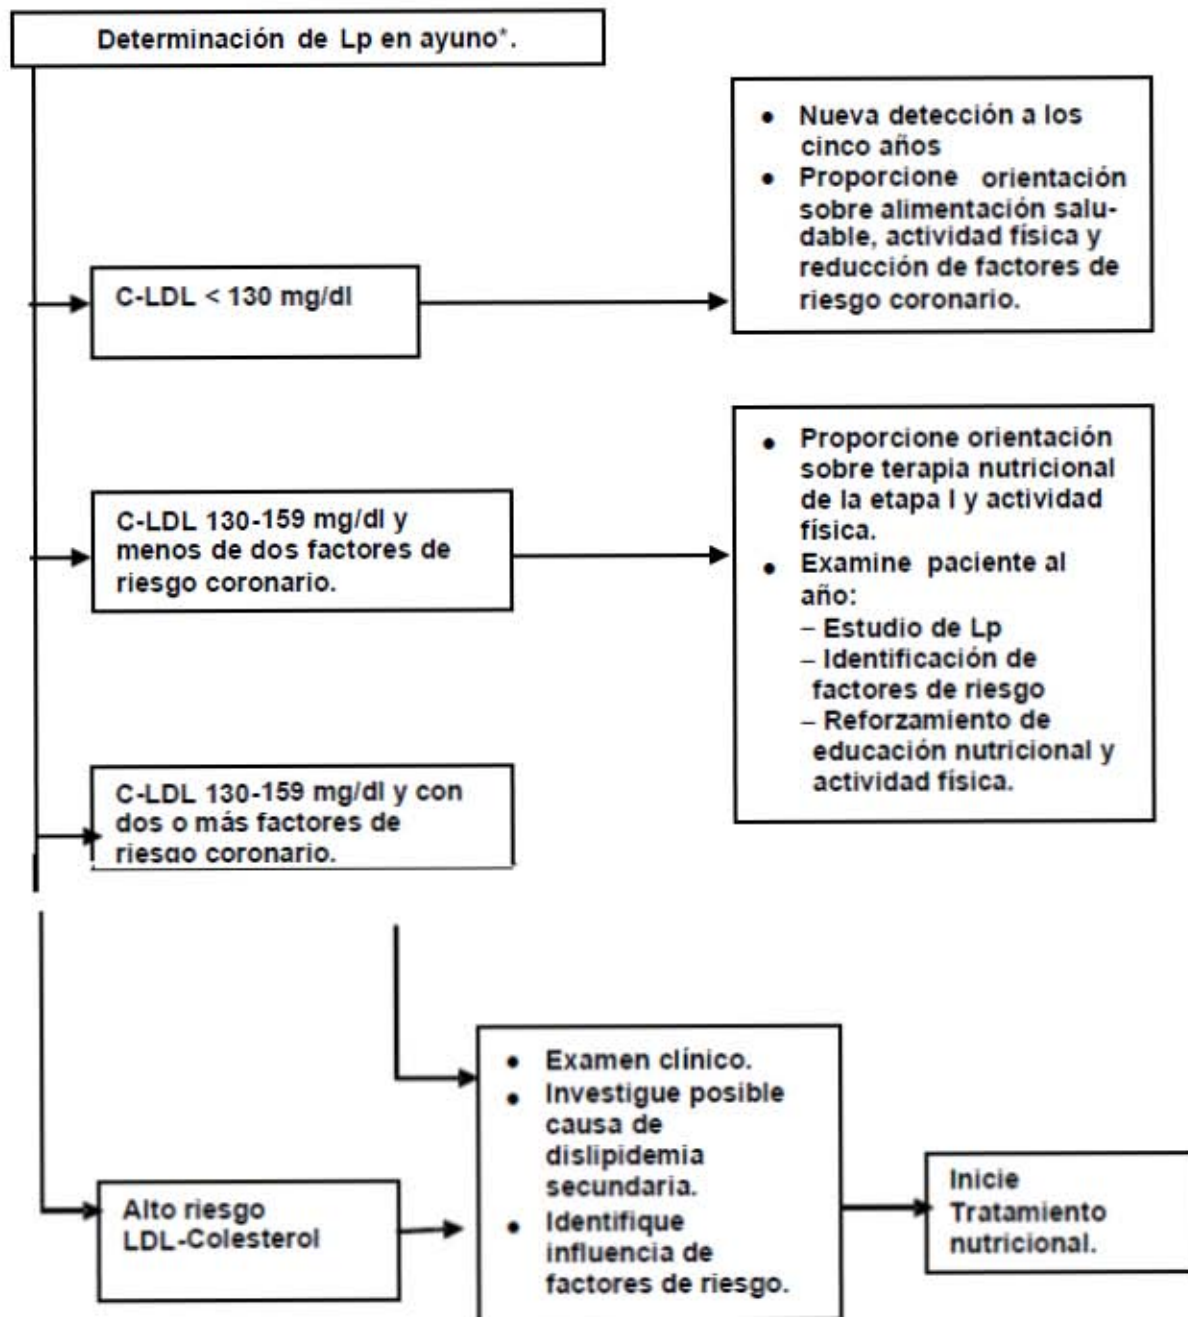 Determinación de Lp en ayuno*.
• Nueva detección a los
cinco años
• Proporcione orientación
sobre alimentación salu-
dable, actividad física y
reducción de factores de
riesgo coronario.
C-LDL < 130 mg/dl
• Proporcione orientación
sobre terapia nutricional
de la etapa I y actividad
física.
• Examine paciente al
año:
– Estudio de Lp
– Identificación de
factores de riesgo
– Reforzamiento de
educación nutricional y
actividad física.
C-LDL 130-159 mg/dl y
menos de dos factores de
riesgo coronario.
C-LDL 130-159 mg/dl y con
dos o más factores de
riesgo coronario.
• Examen clínico.
• Investigue posible
causa de
dislipidemia
secundaria.
• Identifique
influencia de
factores de riesgo.
Alto riesgo
LDL-Colesterol
Inicie
Tratamiento
nutricional.